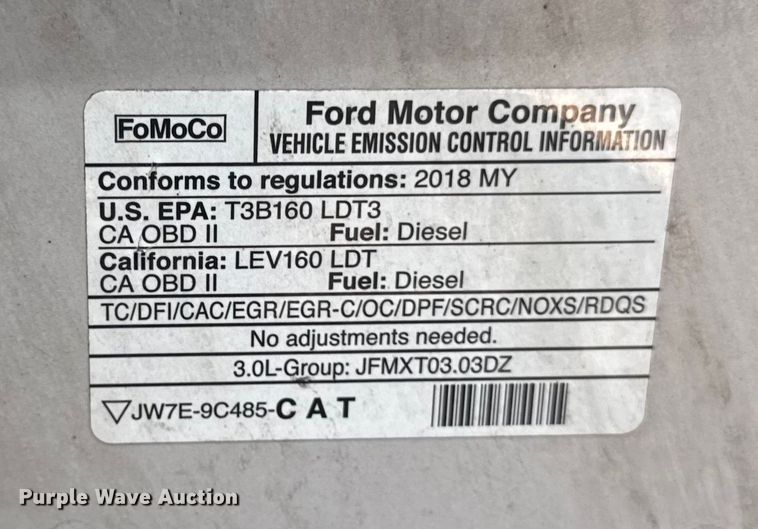 FoMoCo
Ford Motor Company
VEHICLE EMISSION CONTROL INFORMATION
Conforms to regulations: 2018 MY
U.S. EPA: T3B160 LDT3
CA OBD II Fuel: Diesel
California: LEV160 LDT
CA OBD II Fuel: Diesel
TC/DFI/CAC/EGR/EGR-C/OC/DPF/SCRC/NOXS/RDQS
No adjustments needed.
3.0L-Group: JFMXT03.03DZ
JW7E-9C485-C A T
Purple Wave Auction